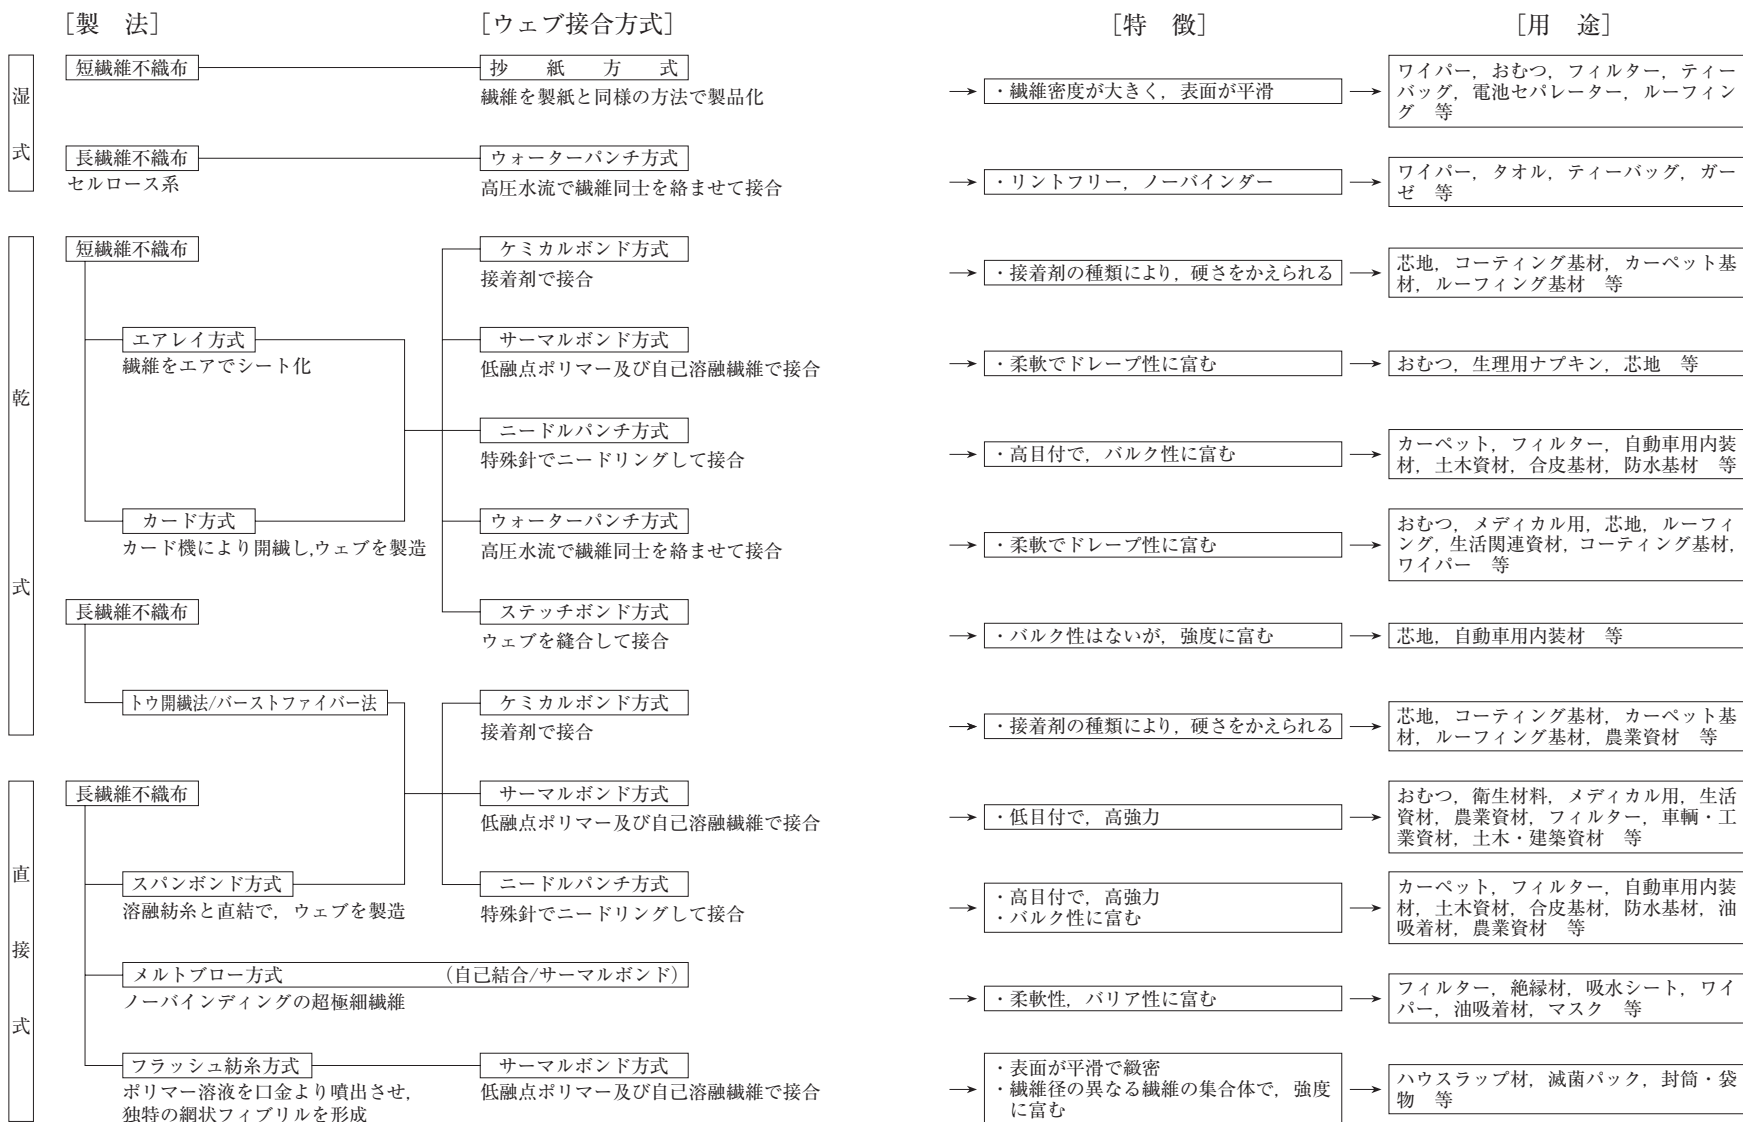 ［製　法］
［ウェブ接合方式］
［特　徴］
［用　途］
湿式
短繊維不織布
抄紙方式
繊維を製紙と同様の方法で製品化
・繊維密度が大きく，表面が平滑
ワイパー，おむつ，フィルター，ティー
バッグ，電池セパレーター，ルーフィン
グ　等
長繊維不織布
セルロース系
ウォーターパンチ方式
高圧水流で繊維同士を絡ませて接合
・リントフリー，ノーバインダー
ワイパー，タオル，ティーバッグ，ガー
ゼ　等
乾式
短繊維不織布
ケミカルボンド方式
接着剤で接合
・接着剤の種類により，硬さをかえられる
芯地，コーティング基材，カーペット基
材，ルーフィング基材　等
エアレイ方式
繊維をエアでシート化
サーマルボンド方式
低融点ポリマー及び自己溶融繊維で接合
・柔軟でドレープ性に富む
おむつ，生理用ナプキン，芯地　等
ニードルパンチ方式
特殊針でニードリングして接合
・高目付で，バルク性に富む
カーペット，フィルター，自動車用内装
材，土木資材，合皮基材，防水基材　等
カード方式
カード機により開繊し,ウェブを製造
ウォーターパンチ方式
高圧水流で繊維同士を絡ませて接合
・柔軟でドレープ性に富む
おむつ，メディカル用，芯地，ルーフィ
ング，生活関連資材，コーティング基材，
ワイパー　等
長繊維不織布
ステッチボンド方式
ウェブを縫合して接合
・バルク性はないが，強度に富む
芯地，自動車用内装材　等
トウ開繊法/バーストファイバー法
ケミカルボンド方式
接着剤で接合
・接着剤の種類により，硬さをかえられる
芯地，コーティング基材，カーペット基
材，ルーフィング基材，農業資材　等
直接式
長繊維不織布
サーマルボンド方式
低融点ポリマー及び自己溶融繊維で接合
・低目付で，高強力
おむつ，衛生材料，メディカル用，生活
資材，農業資材，フィルター，車輌・工
業資材，土木・建築資材　等
スパンボンド方式
溶融紡糸と直結で，ウェブを製造
ニードルパンチ方式
特殊針でニードリングして接合
・高目付で，高強力
・バルク性に富む
カーペット，フィルター，自動車用内装
材，土木資材，合皮基材，防水基材，油
吸着材，農業資材　等
メルトブロー方式　（自己結合/サーマルボンド）
ノーバインディングの超極細繊維
・柔軟性，バリア性に富む
フィルター，絶縁材，吸水シート，ワイ
パー，油吸着材，マスク　等
フラッシュ紡糸方式
ポリマー溶液を口金より噴出させ，
独特の網状フィブリルを形成
サーマルボンド方式
低融点ポリマー及び自己溶融繊維で接合
・表面が平滑で緻密
・繊維径の異なる繊維の集合体で，強度
に富む
ハウスラップ材，滅菌パック，封筒・袋
物　等